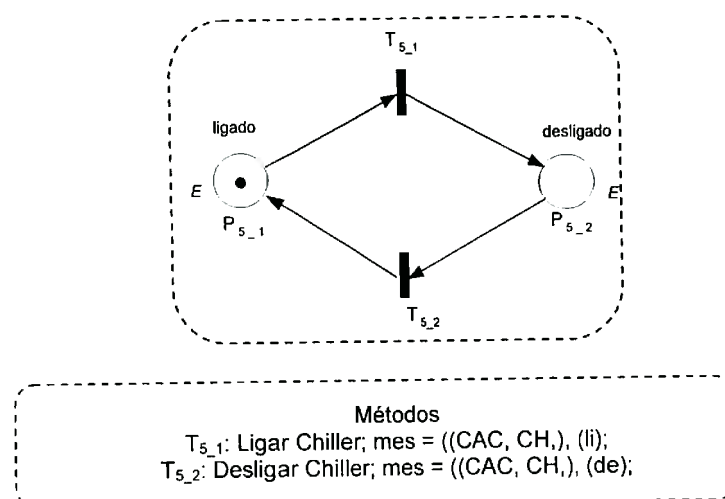 T5_1
ligado
desligado
E
E
P5_1
P5_2
T5_2
Métodos
T5_1: Ligar Chiller; mes = ((CAC, CH,), (li);
T5_2: Desligar Chiller; mes = ((CAC, CH,), (de);